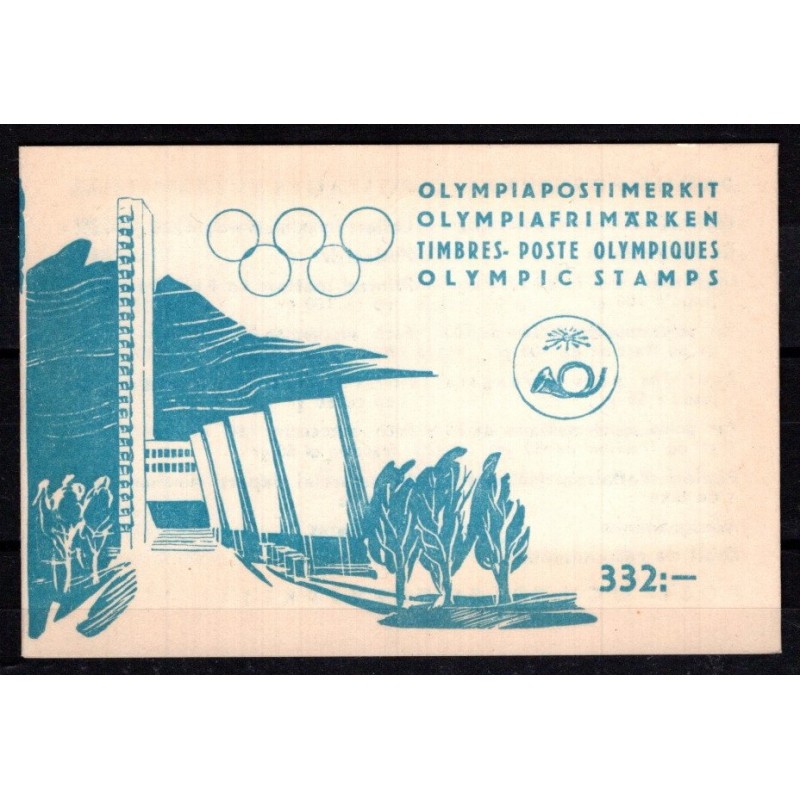 OLYMPIAPOSTIMERKIT
OLYMPIAFRIMÄRKEN
TIMBRES- POSTE OLYMPIQUES
OLYMPIC STAMPS
332:—